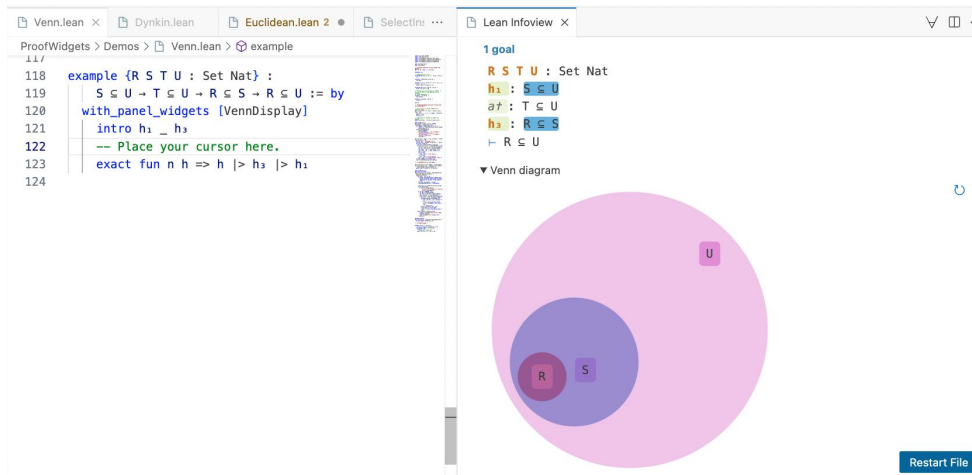 Venn.lean × Dynkin.lean Euclidean.lean 2 ● SelectIns ···
ProofWidgets > Demos > Venn.lean > example
117
118 example {R S T U : Set Nat} :
119 S ⊆ U → T ⊆ U → R ⊆ S → R ⊆ U := by
120 with_panel_widgets [VennDisplay]
121 intro h₁ _ h₃
122 -- Place your cursor here.
123 exact fun n h => h |> h₃ |> h₁
124
Lean Infoview ×
1 goal
R S T U : Set Nat
h₁ : S ⊆ U
a† : T ⊆ U
h₃ : R ⊆ S
⊢ R ⊆ U
▼ Venn diagram
U
S
R
Restart File